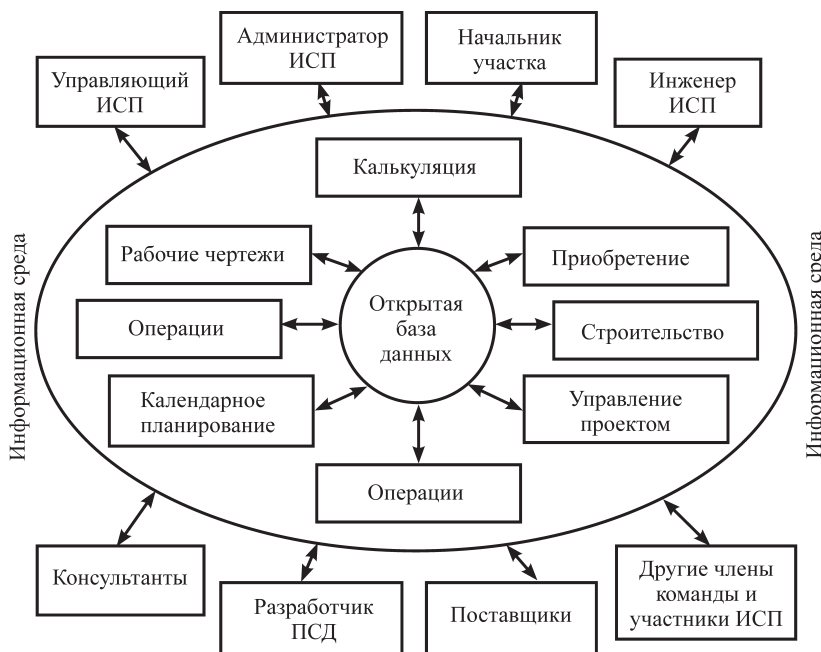 Администратор
ИСП
Начальник
участка
Управляющий
ИСП
Инженер
ИСП
Калькуляция
Рабочие чертежи
Приобретение
Информационная среда
Открытая
база
данных
Операции
Строительство
Информационная среда
Календарное
планирование
Управление
проектом
Операции
Консультанты
Разработчик
ПСД
Поставщики
Другие члены
команды и
участники ИСП